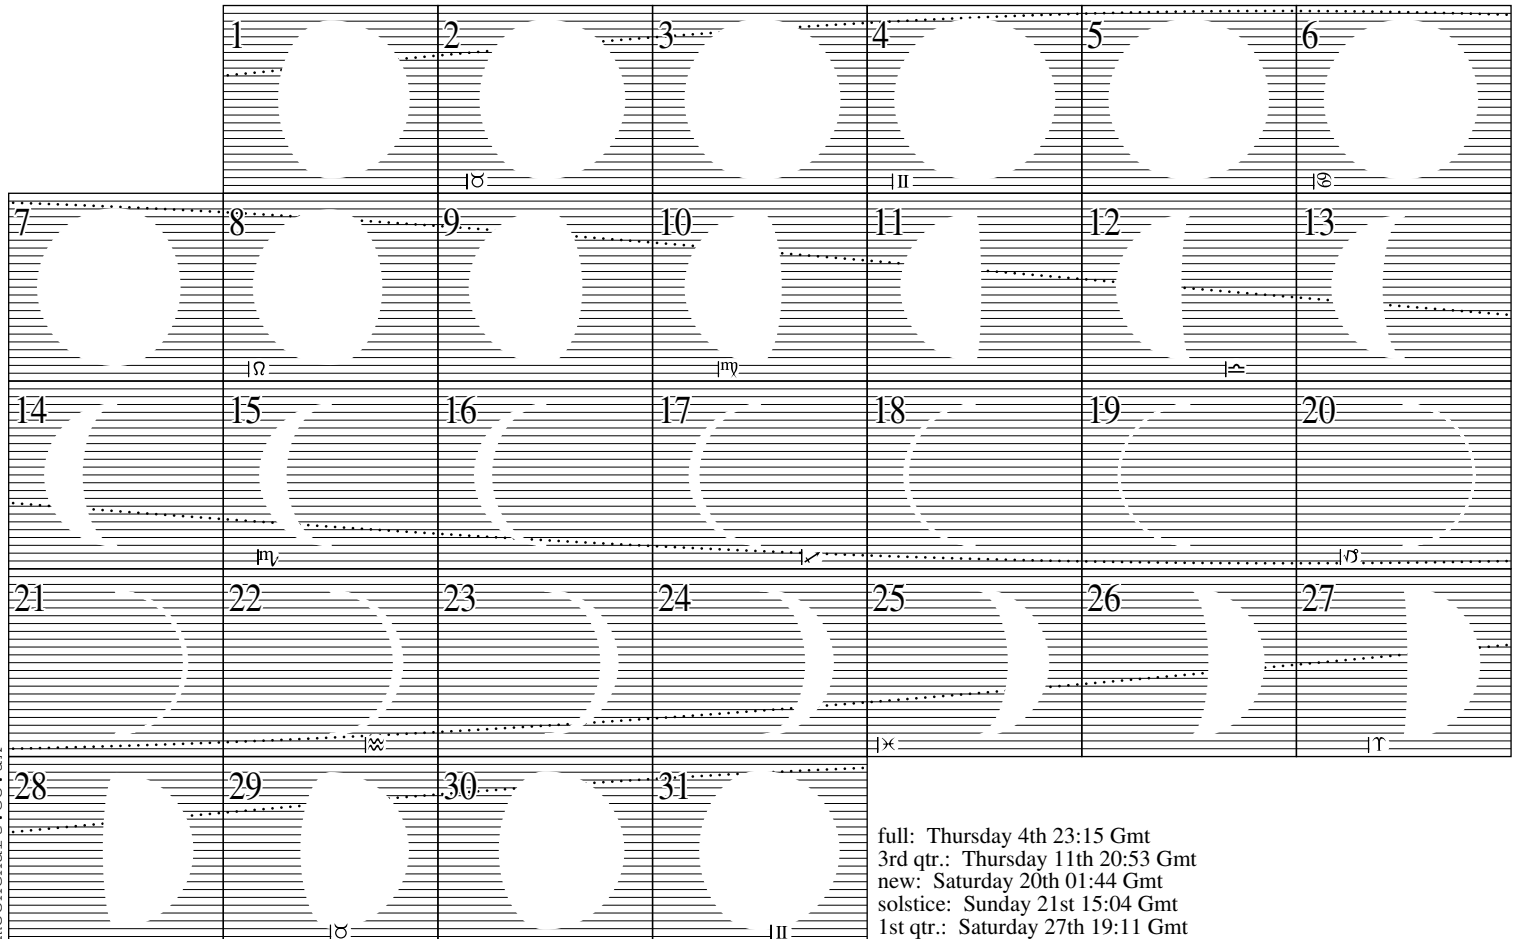 1 2 3 4 5 6
♉ ♊ ♋
7 8 9 10 11 12 13
♌ ♍ ♎
14 15 16 17 18 19 20
♏ ♐ ♑
21 22 23 24 25 26 27
♒ ♓ ♈
28 29 30 31
♉ ♊
full: Thursday 4th 23:15 Gmt
3rd qtr.: Thursday 11th 20:53 Gmt
new: Saturday 20th 01:44 Gmt
solstice: Sunday 21st 15:04 Gmt
1st qtr.: Saturday 27th 19:11 Gmt